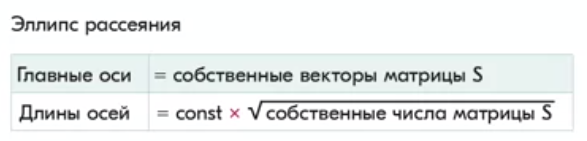 Эллипс рассеяния
Главные оси = собственные векторы матрицы S
Длины осей = const × √собственные числа матрицы S